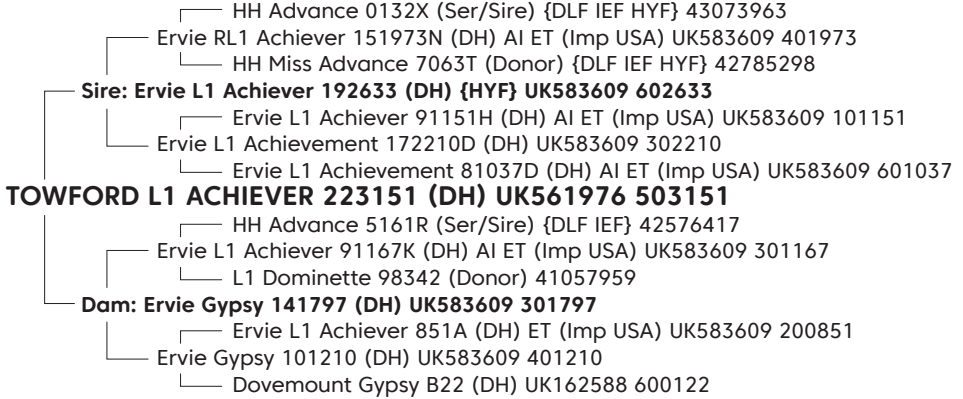 HH Advance 0132X (Ser/Sire) {DLF IEF HYF} 43073963
Ervie RL1 Achiever 151973N (DH) AI ET (Imp USA) UK583609 401973
HH Miss Advance 7063T (Donor) {DLF IEF HYF} 42785298
Sire: Ervie L1 Achiever 192633 (DH) {HYF} UK583609 602633
Ervie L1 Achiever 91151H (DH) AI ET (Imp USA) UK583609 101151
Ervie L1 Achievement 172210D (DH) UK583609 302210
Ervie L1 Achievement 81037D (DH) AI ET (Imp USA) UK583609 601037
TOWFORD L1 ACHIEVER 223151 (DH) UK561976 503151
HH Advance 5161R (Ser/Sire) {DLF IEF} 42576417
Ervie L1 Achiever 91167K (DH) AI ET (Imp USA) UK583609 301167
L1 Dominette 98342 (Donor) 41057959
Dam: Ervie Gypsy 141797 (DH) UK583609 301797
Ervie L1 Achiever 851A (DH) ET (Imp USA) UK583609 200851
Ervie Gypsy 101210 (DH) UK583609 401210
Dovemount Gypsy B22 (DH) UK162588 600122